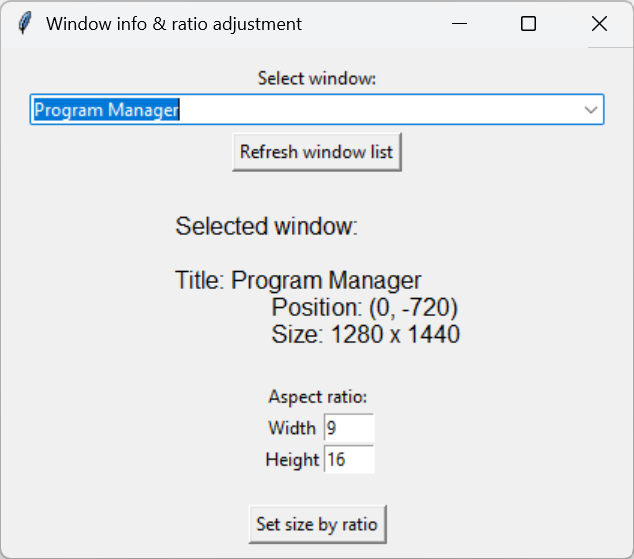 Window info & ratio adjustment
Select window:
Program Manager
Refresh window list
Selected window:
Title: Program Manager
Position: (0, -720)
Size: 1280 x 1440
Aspect ratio:
Width 9
Height 16
Set size by ratio